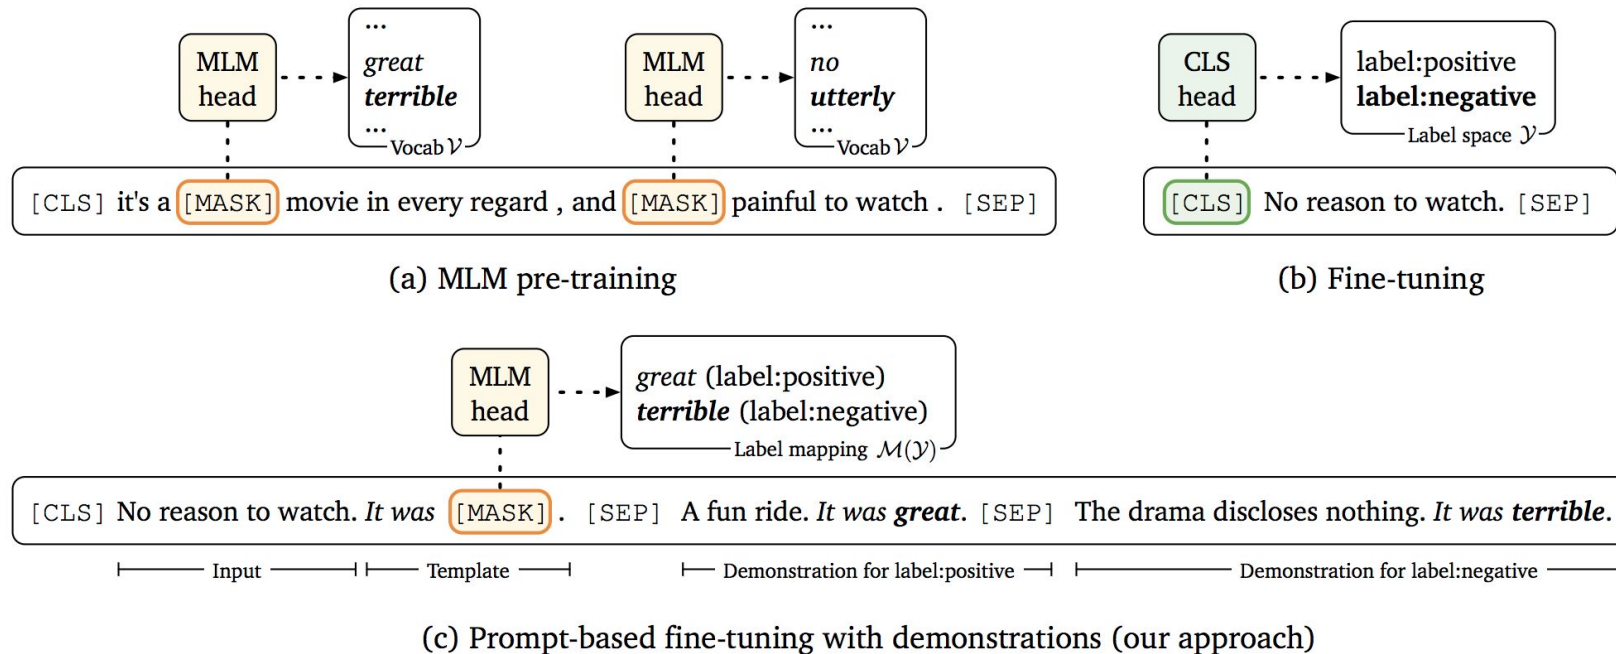 MLM
head
...
great
terrible
...
Vocab 𝒱
MLM
head
...
no
utterly
...
Vocab 𝒱
[CLS] it's a [MASK] movie in every regard , and [MASK] painful to watch . [SEP]
(a) MLM pre-training
CLS
head
label:positive
label:negative
Label space 𝒴
[CLS] No reason to watch. [SEP]
(b) Fine-tuning
MLM
head
great (label:positive)
terrible (label:negative)
Label mapping ℳ(𝒴)
[CLS] No reason to watch. It was [MASK] . [SEP] A fun ride. It was great. [SEP] The drama discloses nothing. It was terrible.
Input
Template
Demonstration for label:positive
Demonstration for label:negative
(c) Prompt-based fine-tuning with demonstrations (our approach)